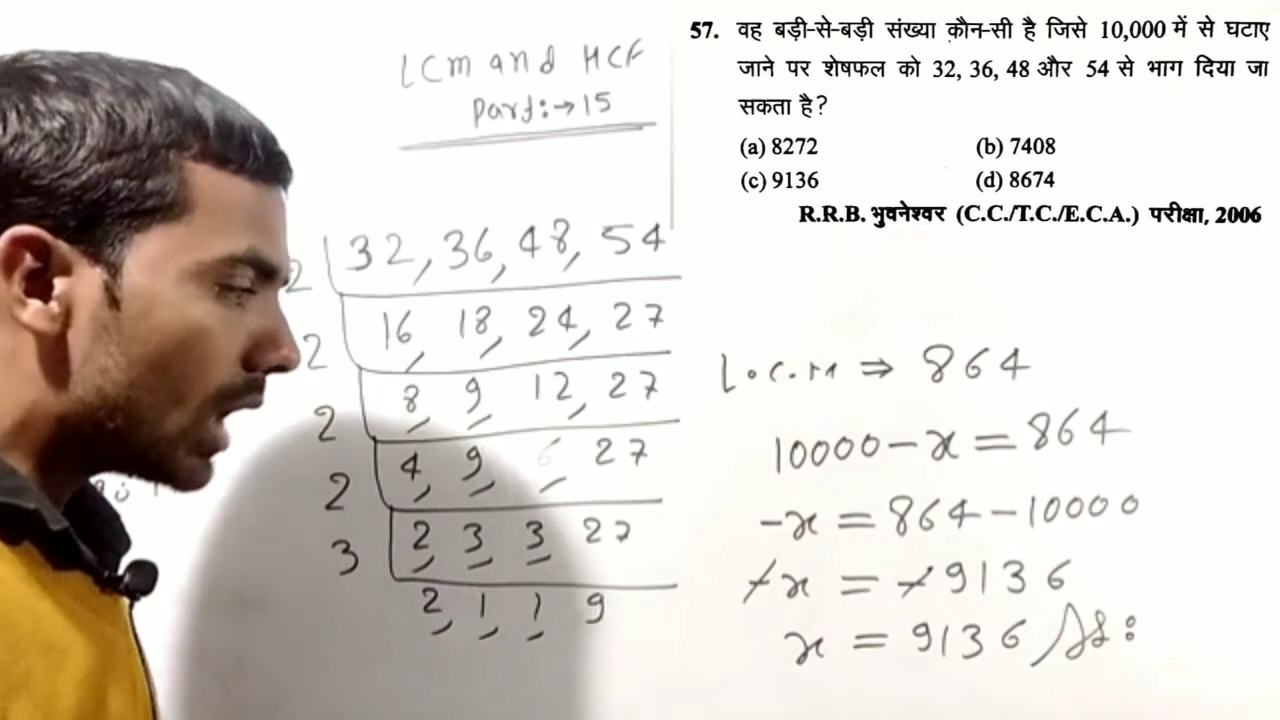 LCM and HCF
Part:→15
57. वह बड़ी-से-बड़ी संख्या कौन-सी है जिसे 10,000 में से घटाए
जाने पर शेषफल को 32, 36, 48 और 54 से भाग दिया जा
सकता है?
(a) 8272 (b) 7408
(c) 9136 (d) 8674
R.R.B. भुवनेश्वर (C.C./T.C./E.C.A.) परीक्षा, 2006
2 32, 36, 48, 54
2 16, 18, 24, 27
2 8, 9, 12, 27
2 4, 9, 6, 27
3 2, 3, 3, 27
2, 1, 1, 9
L.C.M ⇒ 864
10000 - x = 864
-x = 864 - 10000
-x = -9136
x = 9136